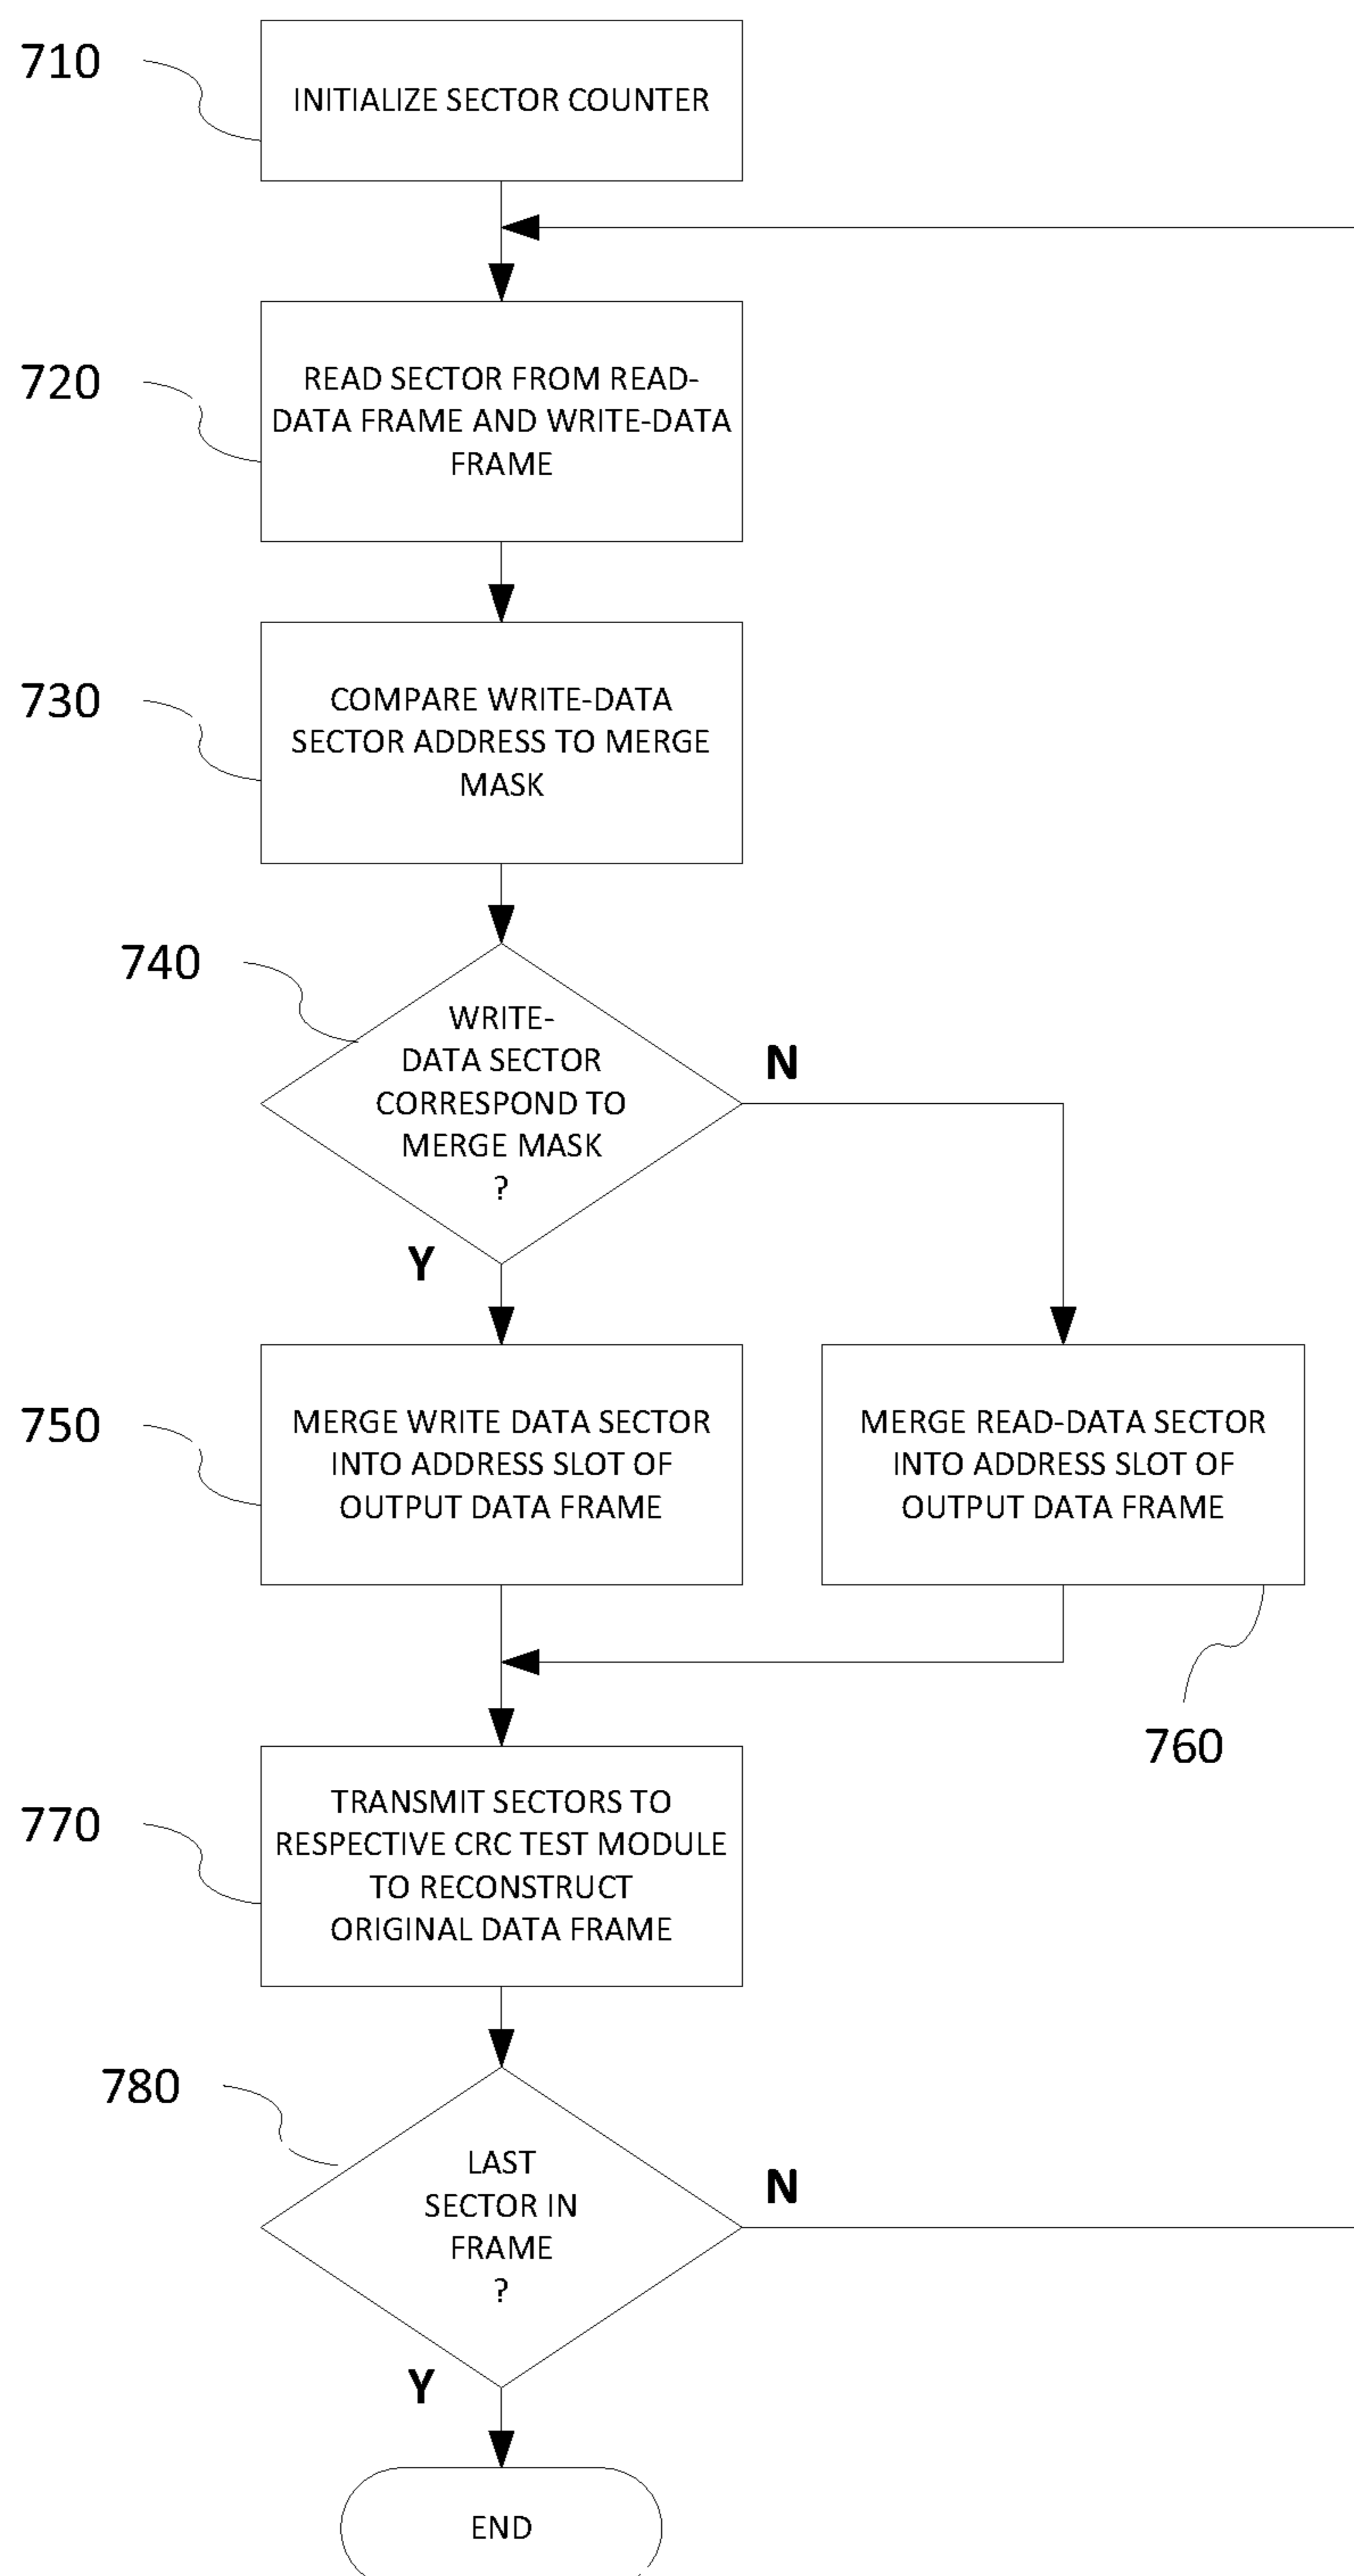 710
INITIALIZE SECTOR COUNTER
720
READ SECTOR FROM READ-
DATA FRAME AND WRITE-DATA
FRAME
730
COMPARE WRITE-DATA
SECTOR ADDRESS TO MERGE
MASK
740
WRITE-
DATA SECTOR
CORRESPOND TO
MERGE MASK
?
N
Y
750
MERGE WRITE DATA SECTOR
INTO ADDRESS SLOT OF
OUTPUT DATA FRAME
MERGE READ-DATA SECTOR
INTO ADDRESS SLOT OF
OUTPUT DATA FRAME
760
770
TRANSMIT SECTORS TO
RESPECTIVE CRC TEST MODULE
TO RECONSTRUCT
ORIGINAL DATA FRAME
780
LAST
SECTOR IN
FRAME
?
N
Y
END